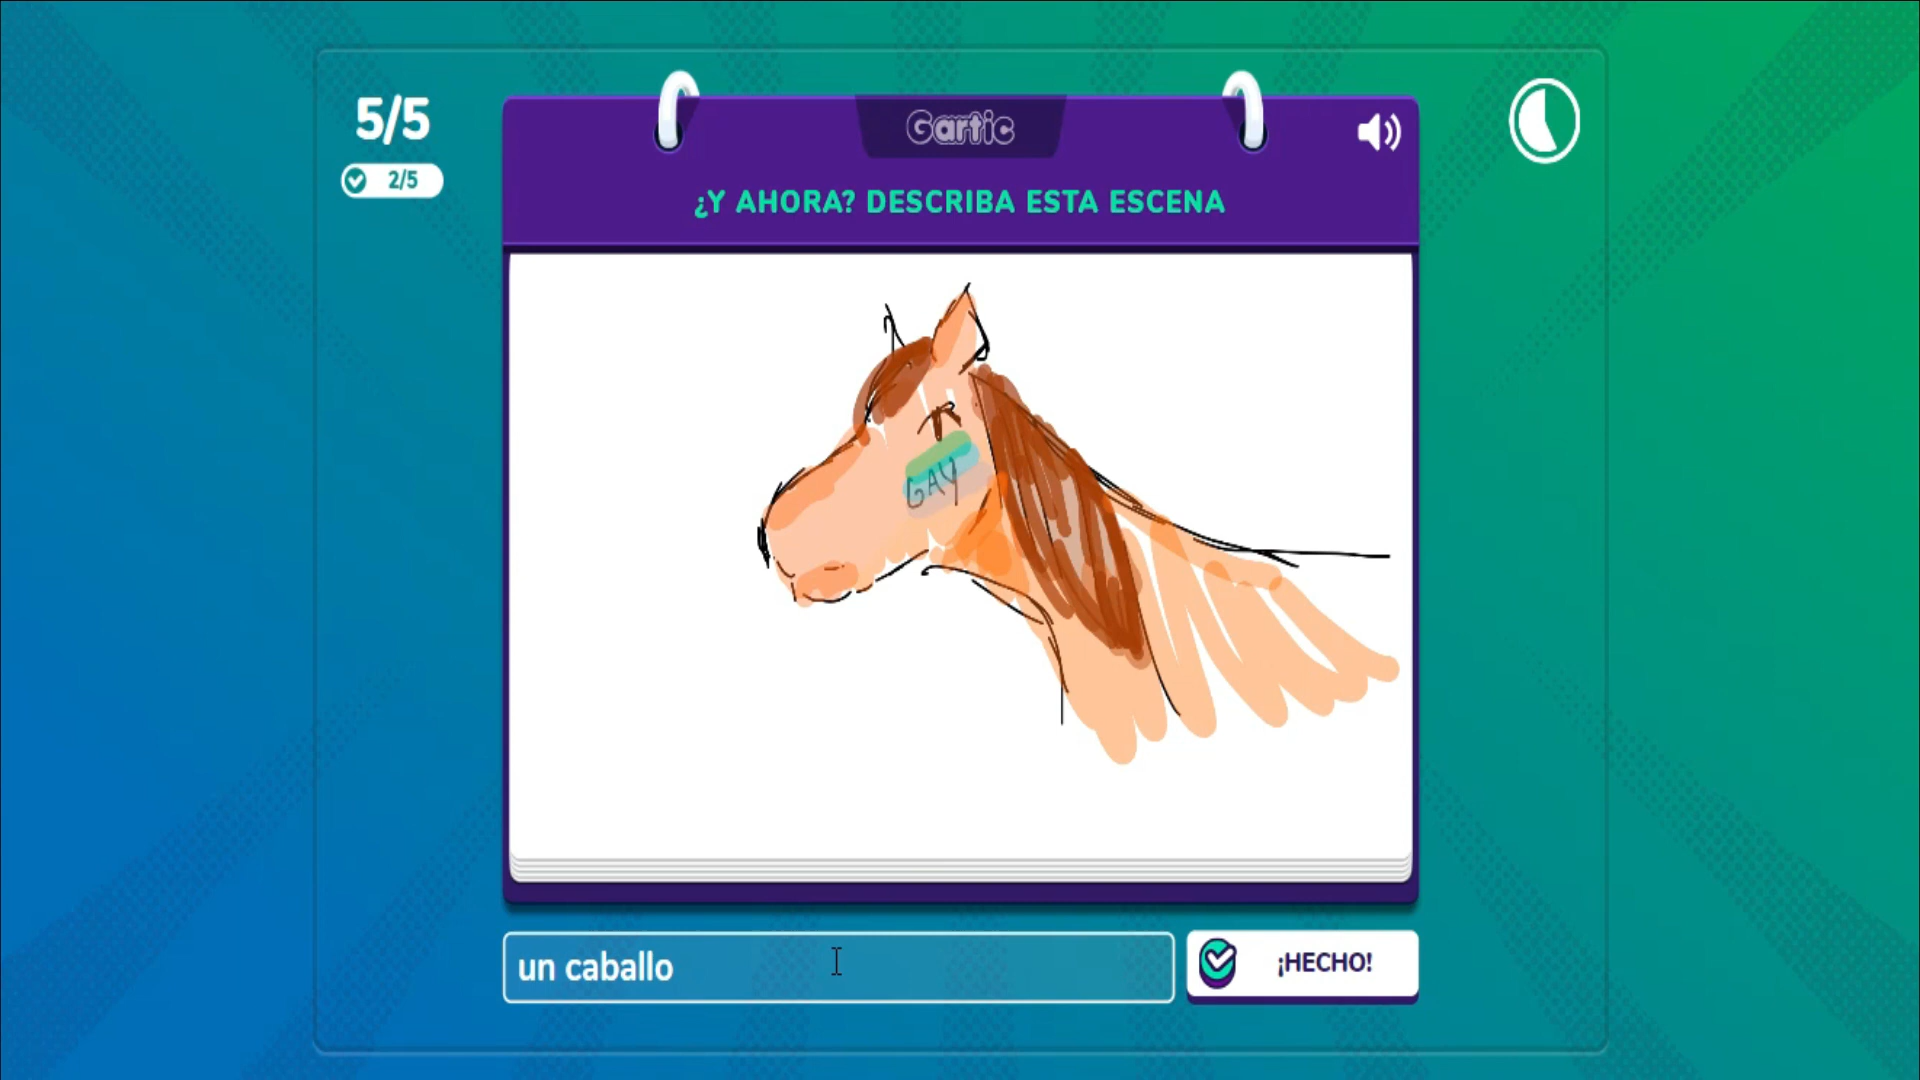 5/5
2/5
Gartic
¿Y AHORA? DESCRIBA ESTA ESCENA
GAY
un caballo
¡HECHO!